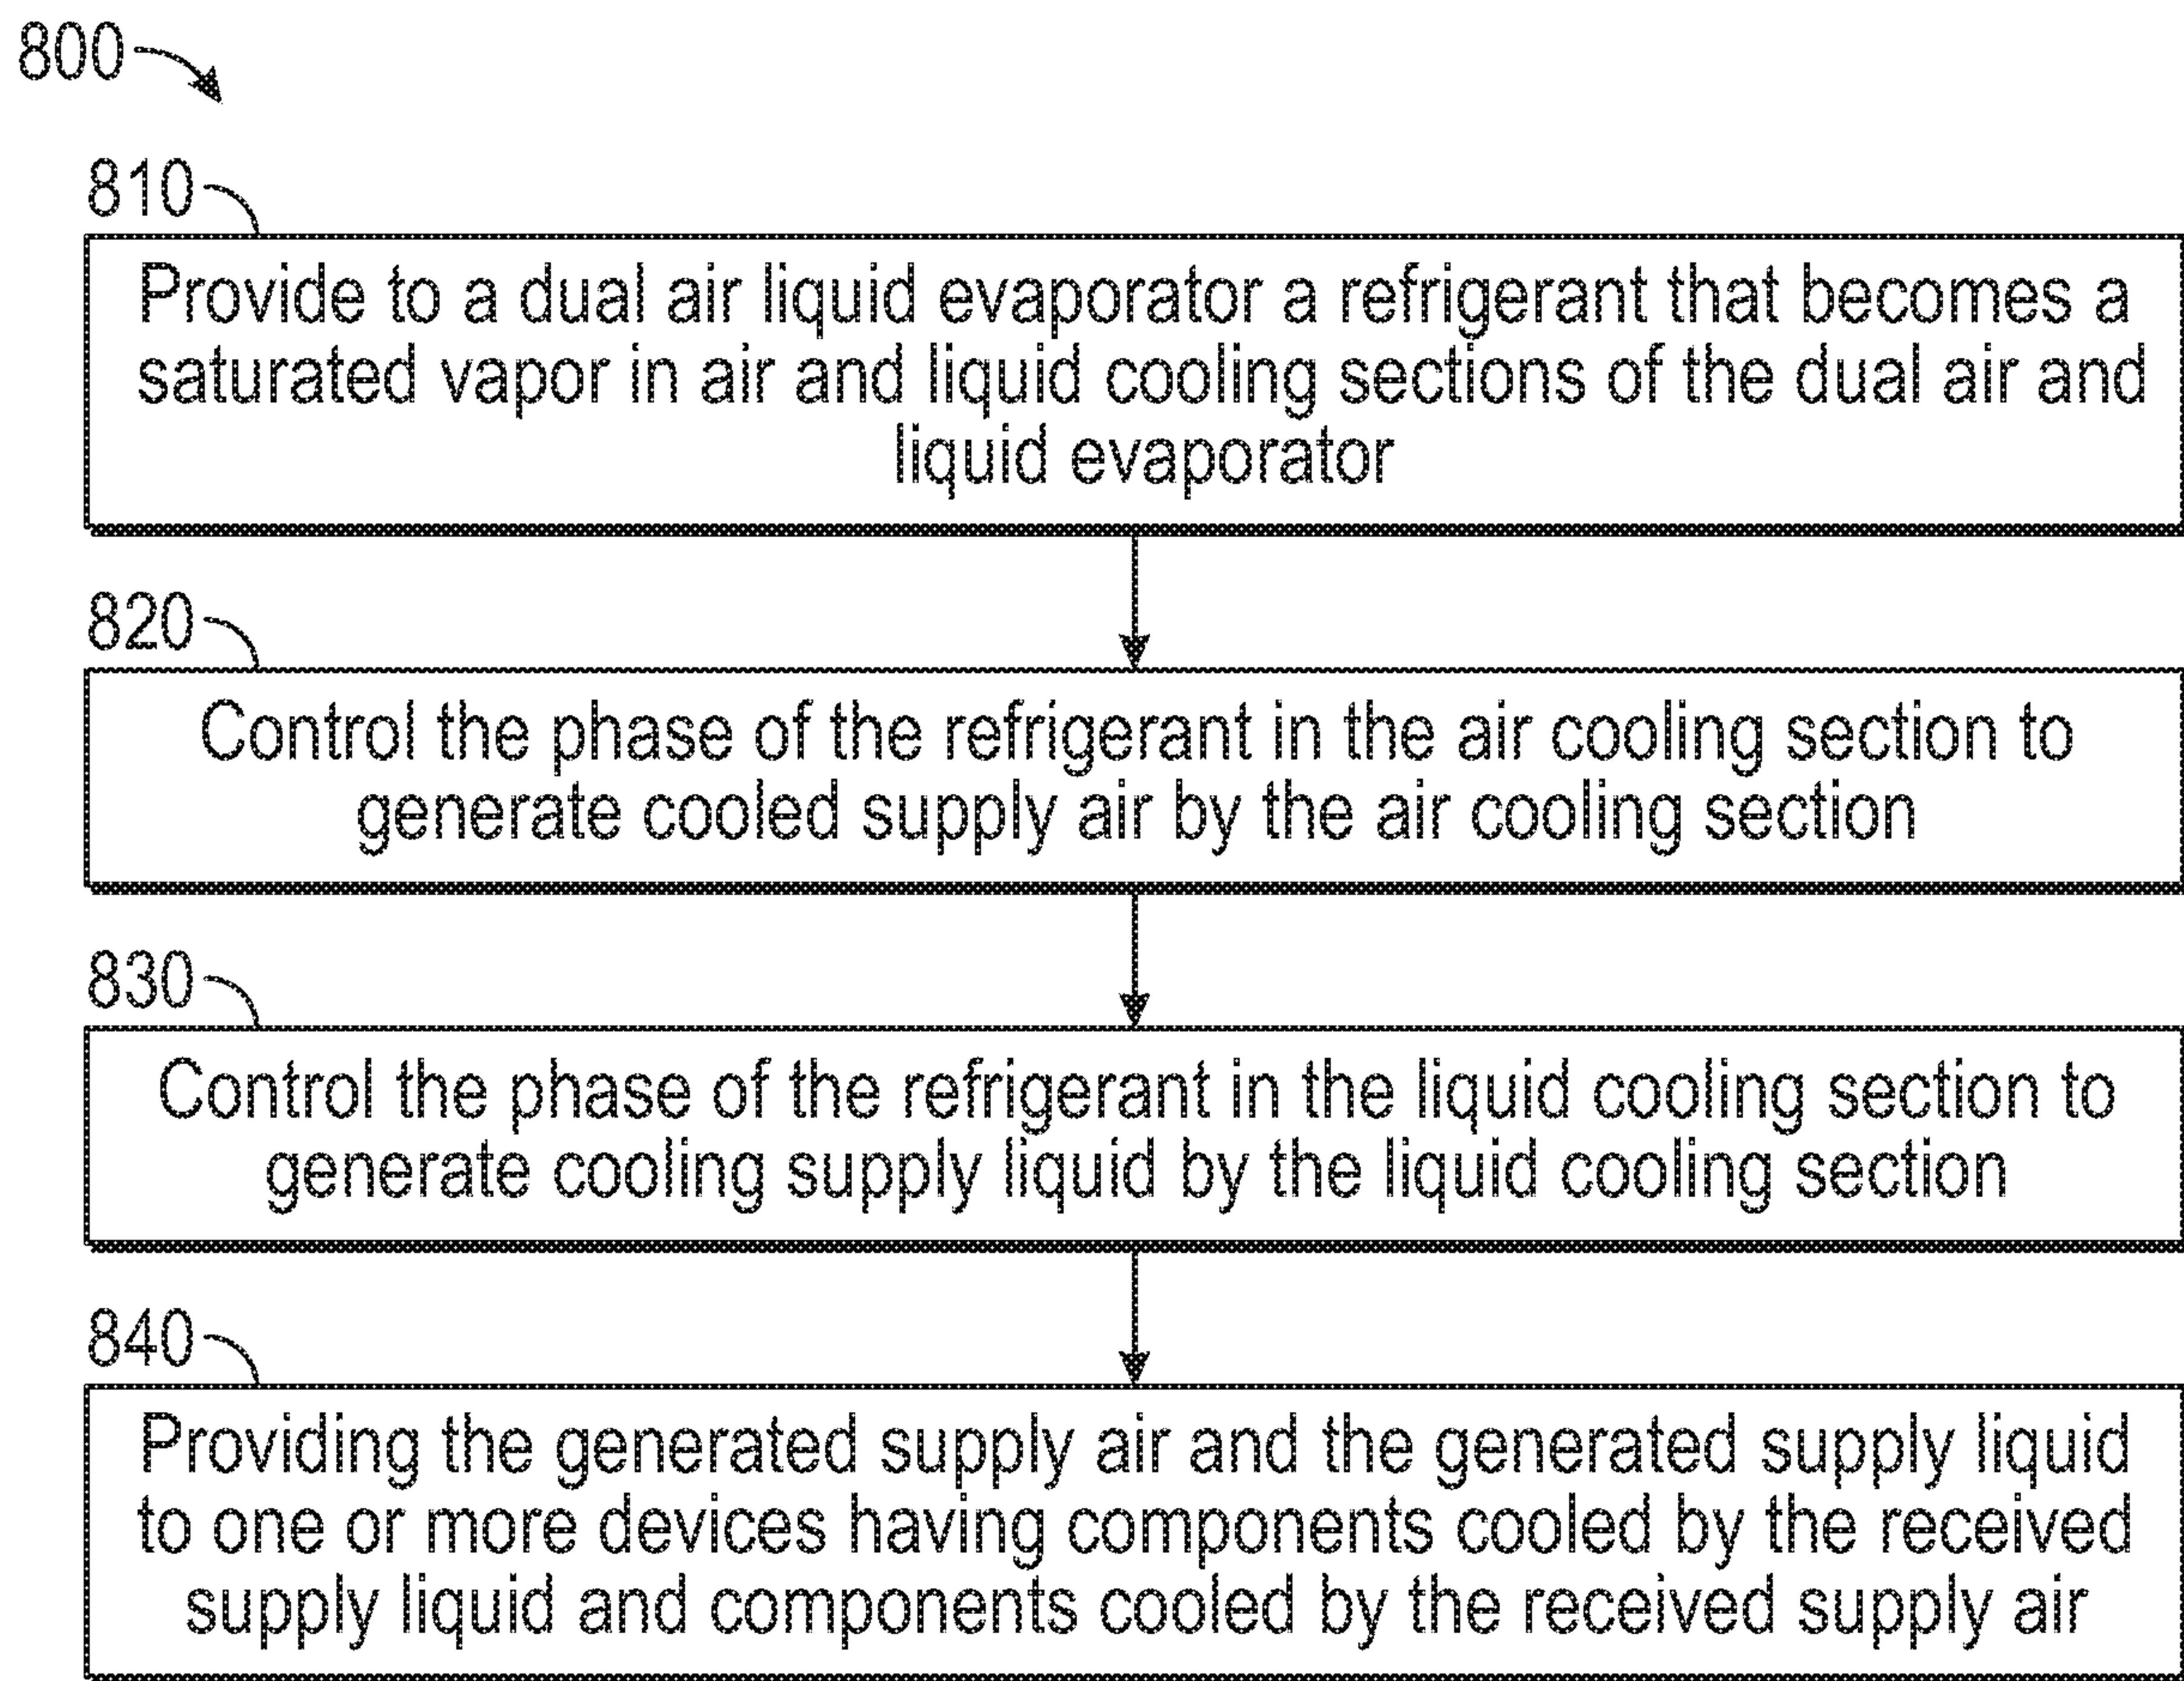 800
810
Provide to a dual air liquid evaporator a refrigerant that becomes a
saturated vapor in air and liquid cooling sections of the dual air and
liquid evaporator
820
Control the phase of the refrigerant in the air cooling section to
generate cooled supply air by the air cooling section
830
Control the phase of the refrigerant in the liquid cooling section to
generate cooling supply liquid by the liquid cooling section
840
Providing the generated supply air and the generated supply liquid
to one or more devices having components cooled by the received
supply liquid and components cooled by the received supply air